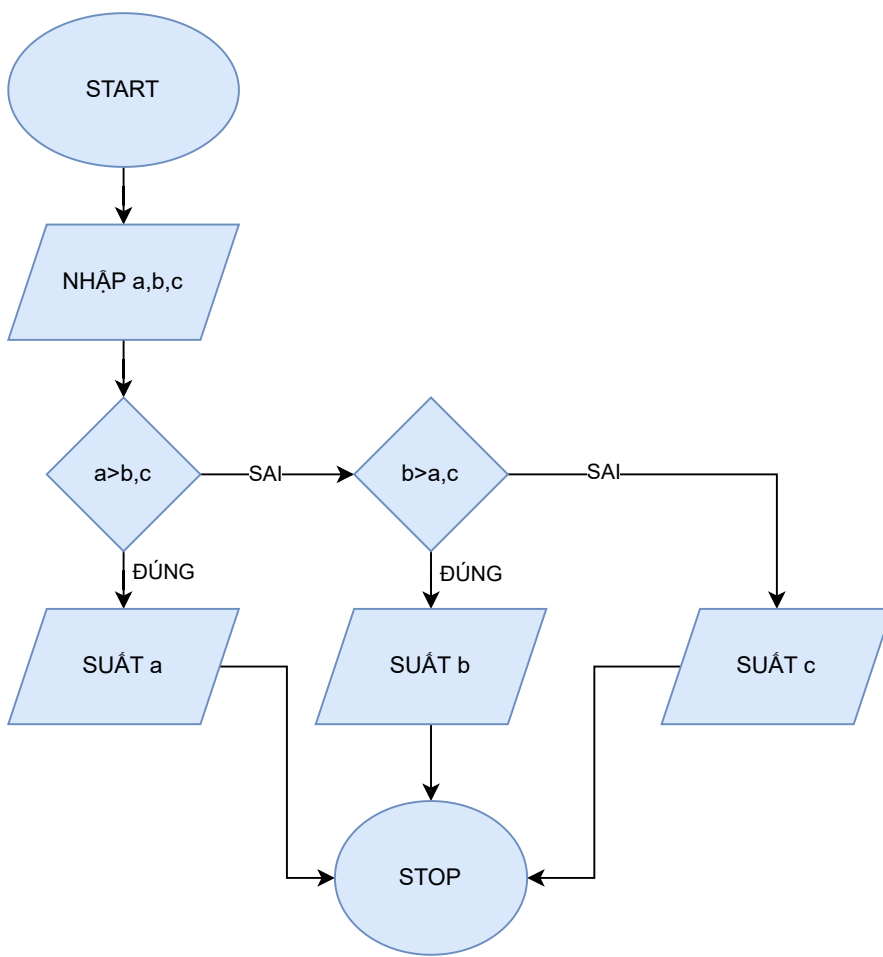 START
NHẬP a,b,c
a>b,c
SAI
b>a,c
SAI
ĐÚNG
ĐÚNG
SUẤT a
SUẤT b
SUẤT c
STOP